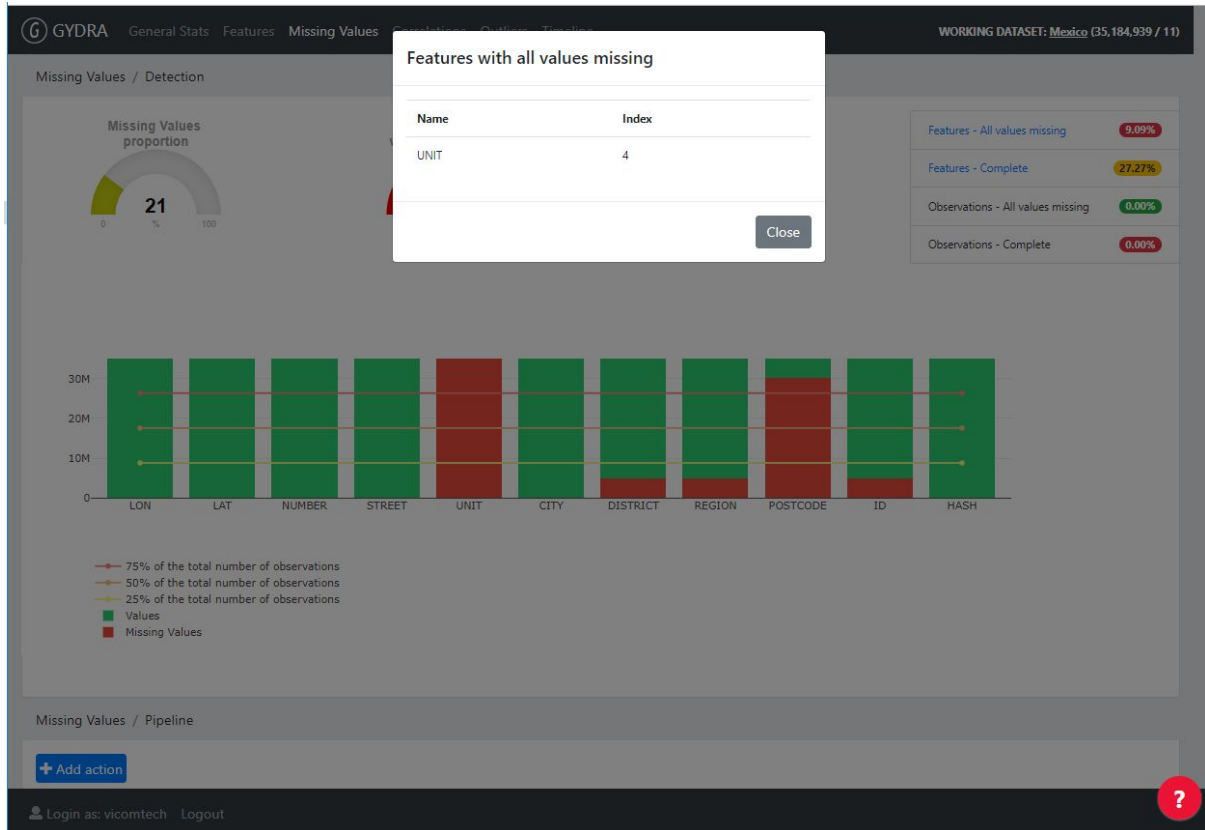 GYDRA General Stats Features Missing Values Correlations Outliers Timeline WORKING DATASET: Mexico (35,184,939 / 11)
Missing Values / Detection
Features with all values missing
Name Index
UNIT 4
Close
Missing Values
proportion
21
0 % 100
Features - All values missing 9.09%
Features - Complete 27.27%
Observations - All values missing 0.00%
Observations - Complete 0.00%
30M
20M
10M
0
LON LAT NUMBER STREET UNIT CITY DISTRICT REGION POSTCODE ID HASH
75% of the total number of observations
50% of the total number of observations
25% of the total number of observations
Values
Missing Values
Missing Values / Pipeline
+ Add action
?
Login as: vicomtech Logout